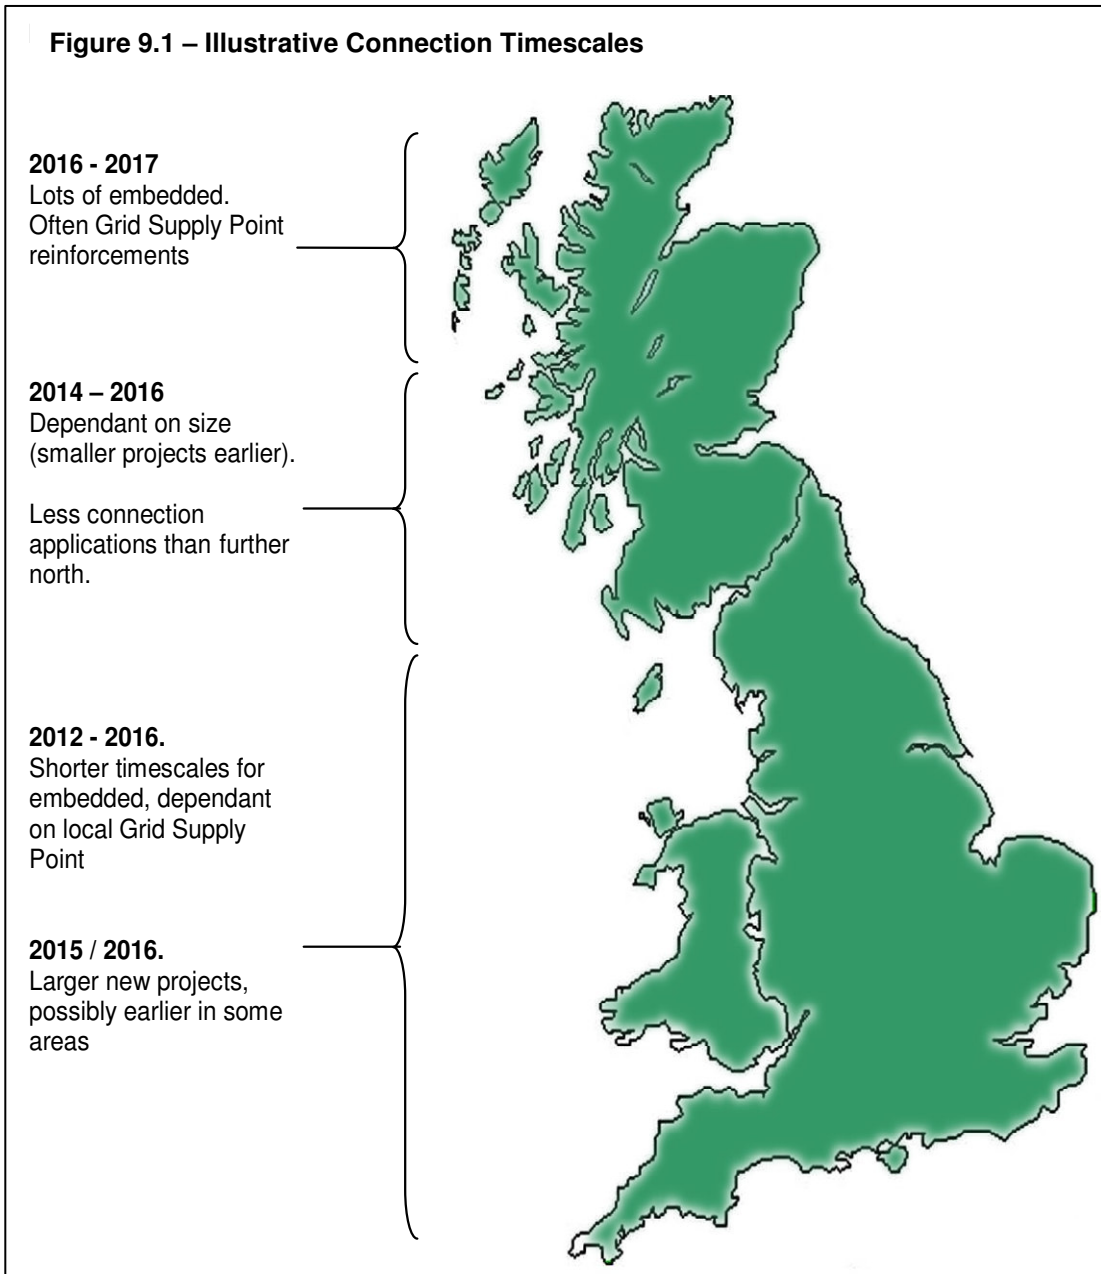 Figure 9.1 – Illustrative Connection Timescales
2016 - 2017
Lots of embedded.
Often Grid Supply Point
reinforcements
2014 – 2016
Dependant on size
(smaller projects earlier).
Less connection
applications than further
north.
2012 - 2016.
Shorter timescales for
embedded, dependant
on local Grid Supply
Point
2015 / 2016.
Larger new projects,
possibly earlier in some
areas